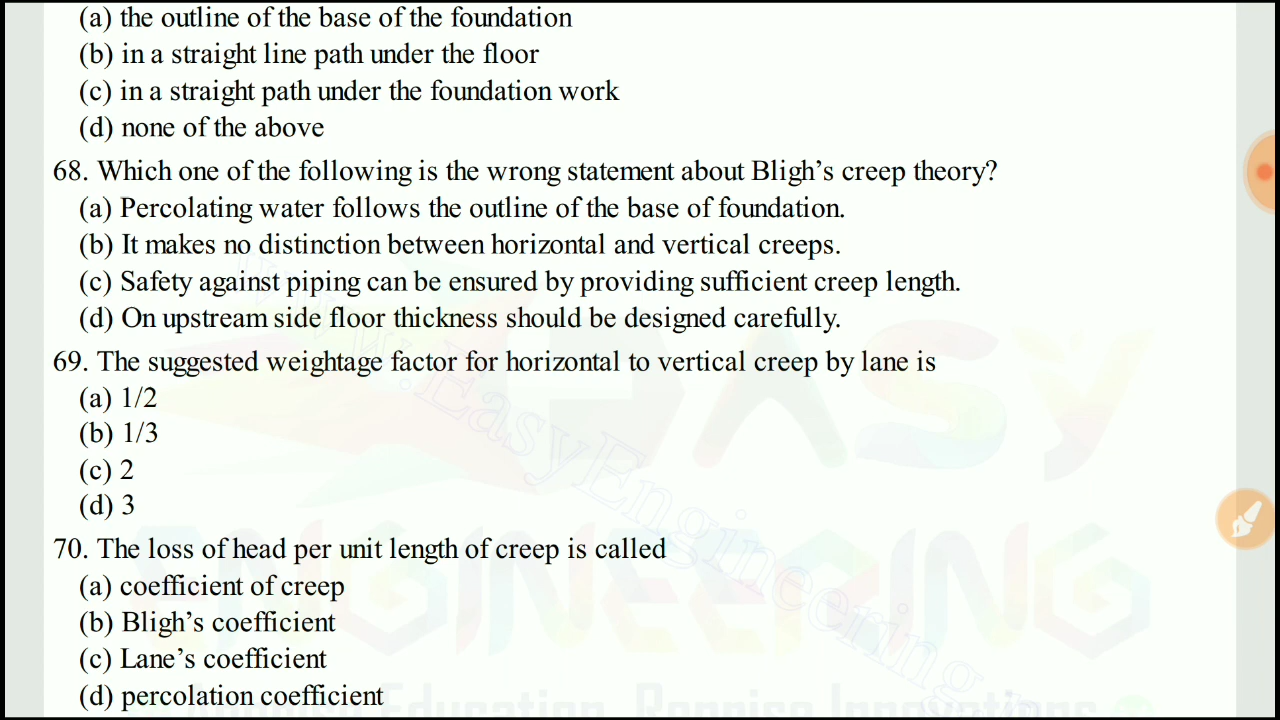 (a) the outline of the base of the foundation
(b) in a straight line path under the floor
(c) in a straight path under the foundation work
(d) none of the above
68. Which one of the following is the wrong statement about Bligh’s creep theory?
(a) Percolating water follows the outline of the base of foundation.
(b) It makes no distinction between horizontal and vertical creeps.
(c) Safety against piping can be ensured by providing sufficient creep length.
(d) On upstream side floor thickness should be designed carefully.
69. The suggested weightage factor for horizontal to vertical creep by lane is
(a) 1/2
(b) 1/3
(c) 2
(d) 3
70. The loss of head per unit length of creep is called
(a) coefficient of creep
(b) Bligh’s coefficient
(c) Lane’s coefficient
(d) percolation coefficient
www.EasyEngineering.n
EASY
ENGINEERING
Education, Innovations